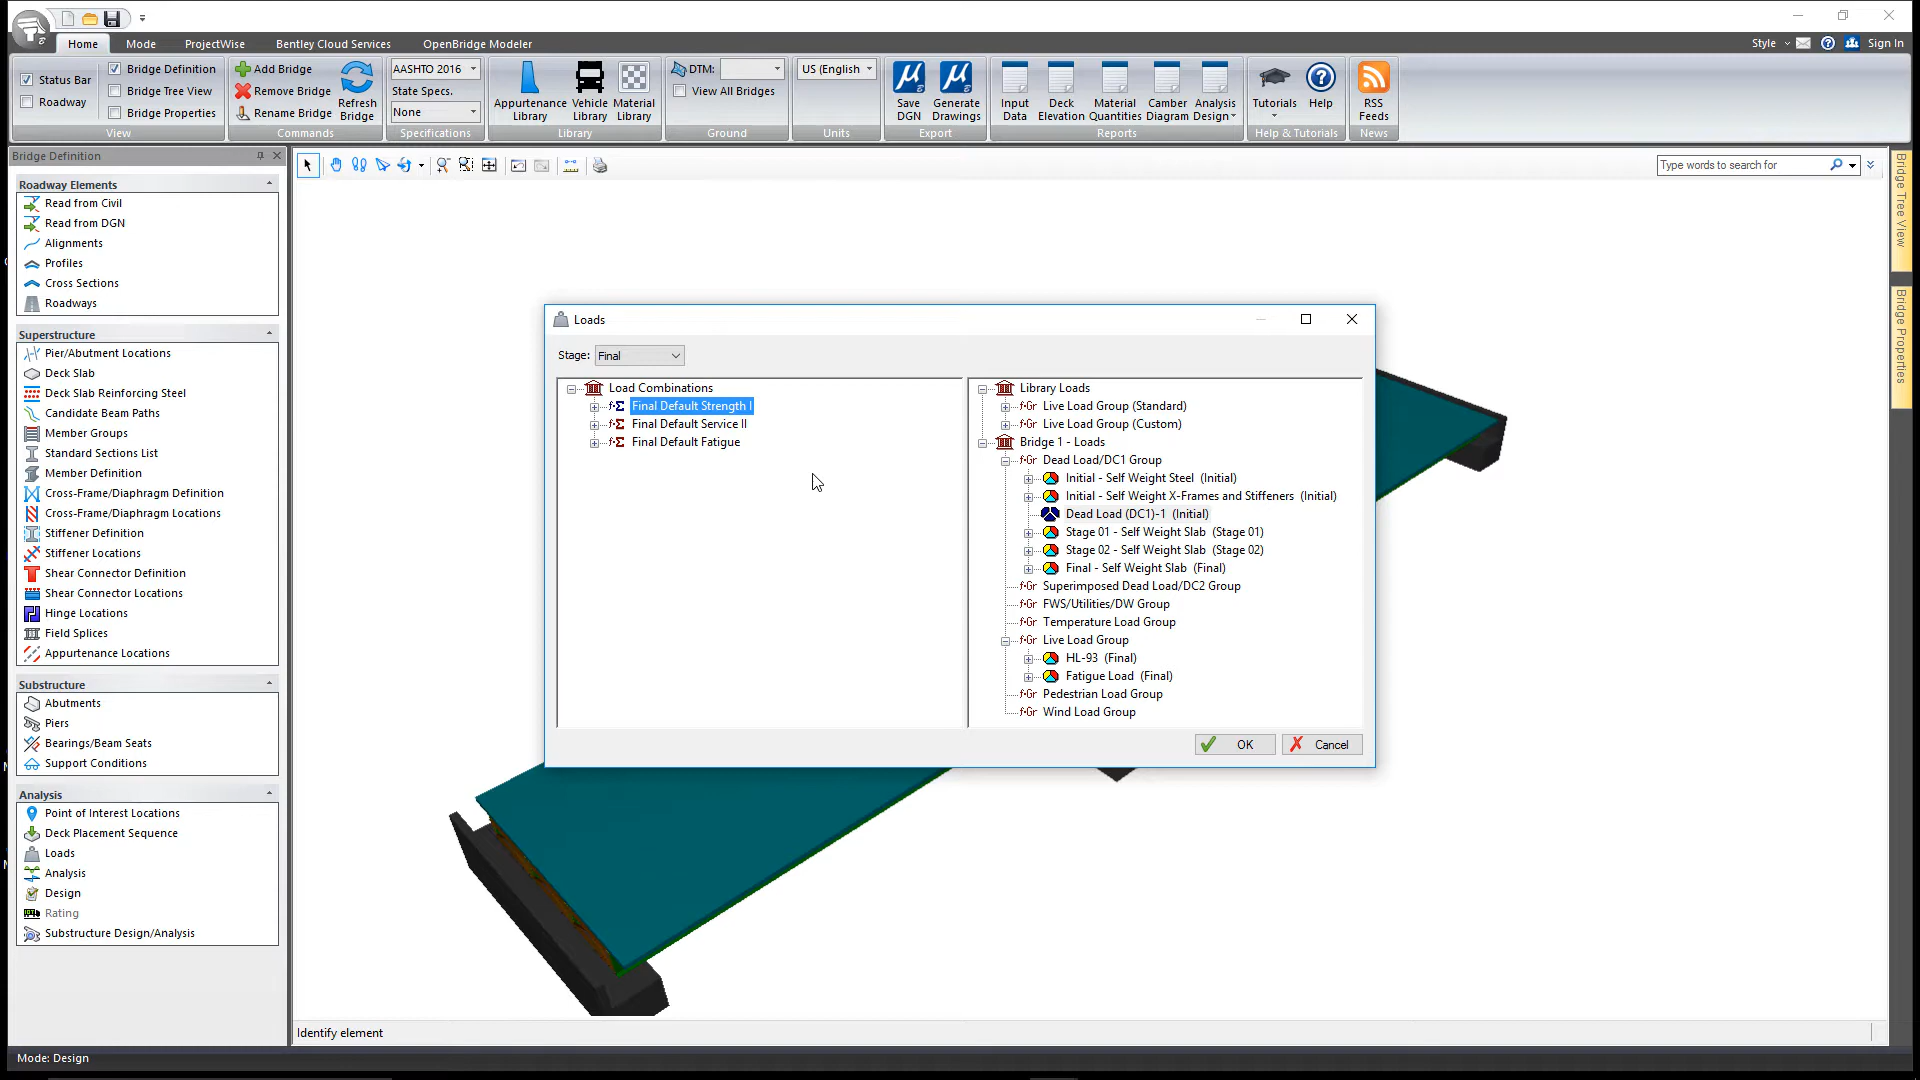 Home Mode ProjectWise Bentley Cloud Services OpenBridge Modeler
Style Sign In
Status Bar
Roadway
Bridge Definition
Bridge Tree View
Bridge Properties
View
Add Bridge
Remove Bridge
Rename Bridge
Refresh Bridge
Commands
AASHTO 2016
State Specs.
None
Specifications
Appurtenance Library
Vehicle Library
Material Library
Library
DTM:
View All Bridges
Ground
US (English
Units
Save DGN
Generate Drawings
Export
Input Data
Deck Elevation
Material Quantities
Camber Diagram
Analysis Design
Reports
Tutorials
Help
Help & Tutorials
RSS Feeds
News
Bridge Definition
Type words to search for
Roadway Elements
Read from Civil
Read from DGN
Alignments
Profiles
Cross Sections
Roadways
Superstructure
Pier/Abutment Locations
Deck Slab
Deck Slab Reinforcing Steel
Candidate Beam Paths
Member Groups
Standard Sections List
Member Definition
Cross-Frame/Diaphragm Definition
Cross-Frame/Diaphragm Locations
Stiffener Definition
Stiffener Locations
Shear Connector Definition
Shear Connector Locations
Hinge Locations
Field Splices
Appurtenance Locations
Substructure
Abutments
Piers
Bearings/Beam Seats
Support Conditions
Analysis
Point of Interest Locations
Deck Placement Sequence
Loads
Analysis
Design
Rating
Substructure Design/Analysis
Loads
Stage: Final
Load Combinations
Final Default Strength I
Final Default Service II
Final Default Fatigue
Library Loads
Live Load Group (Standard)
Live Load Group (Custom)
Bridge 1 - Loads
Dead Load/DC1 Group
Initial - Self Weight Steel (Initial)
Initial - Self Weight X-Frames and Stiffeners (Initial)
Dead Load (DC1)-1 (Initial)
Stage 01 - Self Weight Slab (Stage 01)
Stage 02 - Self Weight Slab (Stage 02)
Final - Self Weight Slab (Final)
Superimposed Dead Load/DC2 Group
FWS/Utilities/DW Group
Temperature Load Group
Live Load Group
HL-93 (Final)
Fatigue Load (Final)
Pedestrian Load Group
Wind Load Group
OK Cancel
Bridge Tree View
Bridge Properties
Identify element
Mode: Design